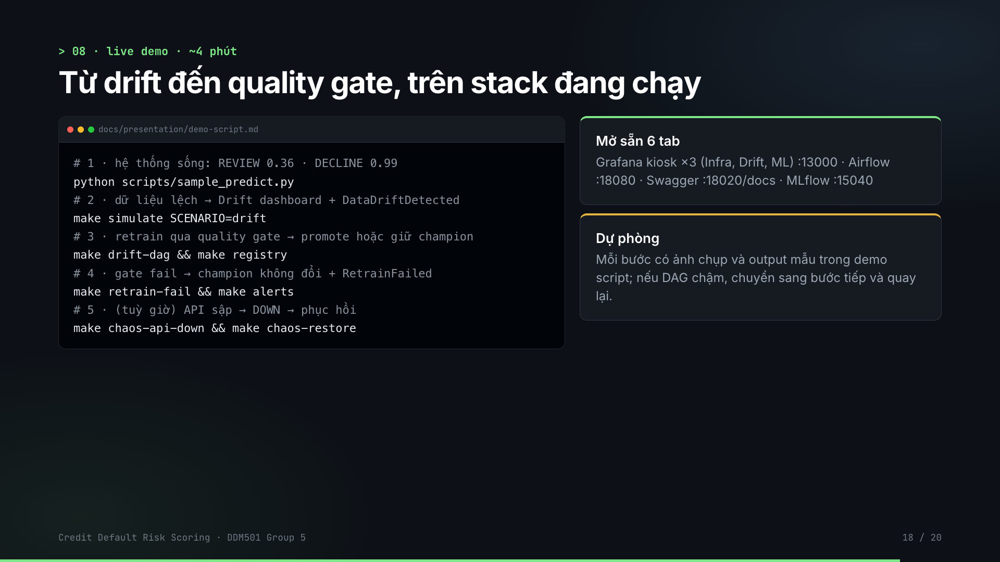 > 08 · live demo · ~4 phút
Từ drift đến quality gate, trên stack đang chạy
docs/presentation/demo-script.md
# 1 · hệ thống sống: REVIEW 0.36 · DECLINE 0.99
python scripts/sample_predict.py
# 2 · dữ liệu lệch → Drift dashboard + DataDriftDetected
make simulate SCENARIO=drift
# 3 · retrain qua quality gate → promote hoặc giữ champion
make drift-dag && make registry
# 4 · gate fail → champion không đổi + RetrainFailed
make retrain-fail && make alerts
# 5 · (tuỳ giờ) API sập → DOWN → phục hồi
make chaos-api-down && make chaos-restore
Mở sẵn 6 tab
Grafana kiosk ×3 (Infra, Drift, ML) :13000 · Airflow
:18080 · Swagger :18020/docs · MLflow :15040
Dự phòng
Mỗi bước có ảnh chụp và output mẫu trong demo
script; nếu DAG chậm, chuyển sang bước tiếp và quay
lại.
Credit Default Risk Scoring · DDM501 Group 5
18 / 20